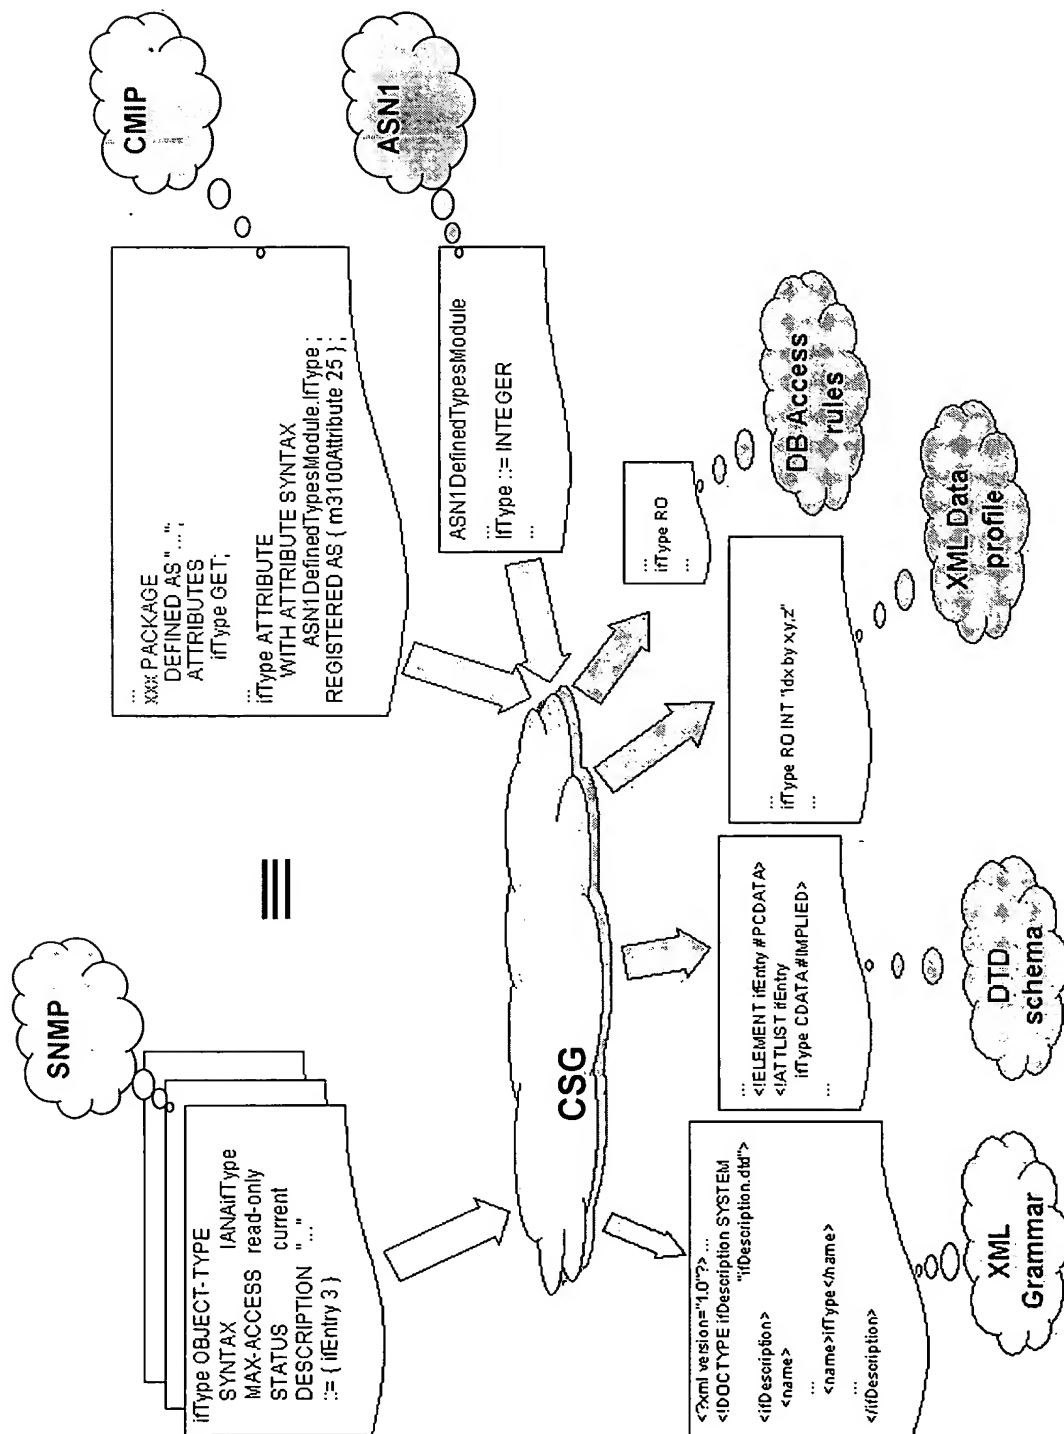 SNMP
ifType OBJECT-TYPE
SYNTAX IANAifType
MAX-ACCESS read-only
STATUS current
DESCRIPTION "..."
::= { ifEntry 3 }
CMIP
...
xxx PACKAGE
DEFINED AS "... ";
ATTRIBUTES
ifType GET;
...
ifType ATTRIBUTE
WITH ATTRIBUTE SYNTAX
ASN1DefinedTypesModule.IfType;
REGISTERED AS { m3100Attribute 25 };
ASN1
ASN1DefinedTypesModule
...
IfType ::= INTEGER
...
CSG
<?xml version="1.0"?> ...
<!DOCTYPE ifDescription SYSTEM
"ifDescription.dtd">
<ifDescription>
<name>
...
<name>ifType</name>
...
</ifDescription>
XML
Grammar
...
<!ELEMENT ifEntry #PCDATA>
<!ATTLIST ifEntry
ifType CDATA #IMPLIED>
...
DTD
schema
...
ifType RO INT "idx by x,y,z"
...
XML Data
profile
...
ifType RO
...
DB Access
rules